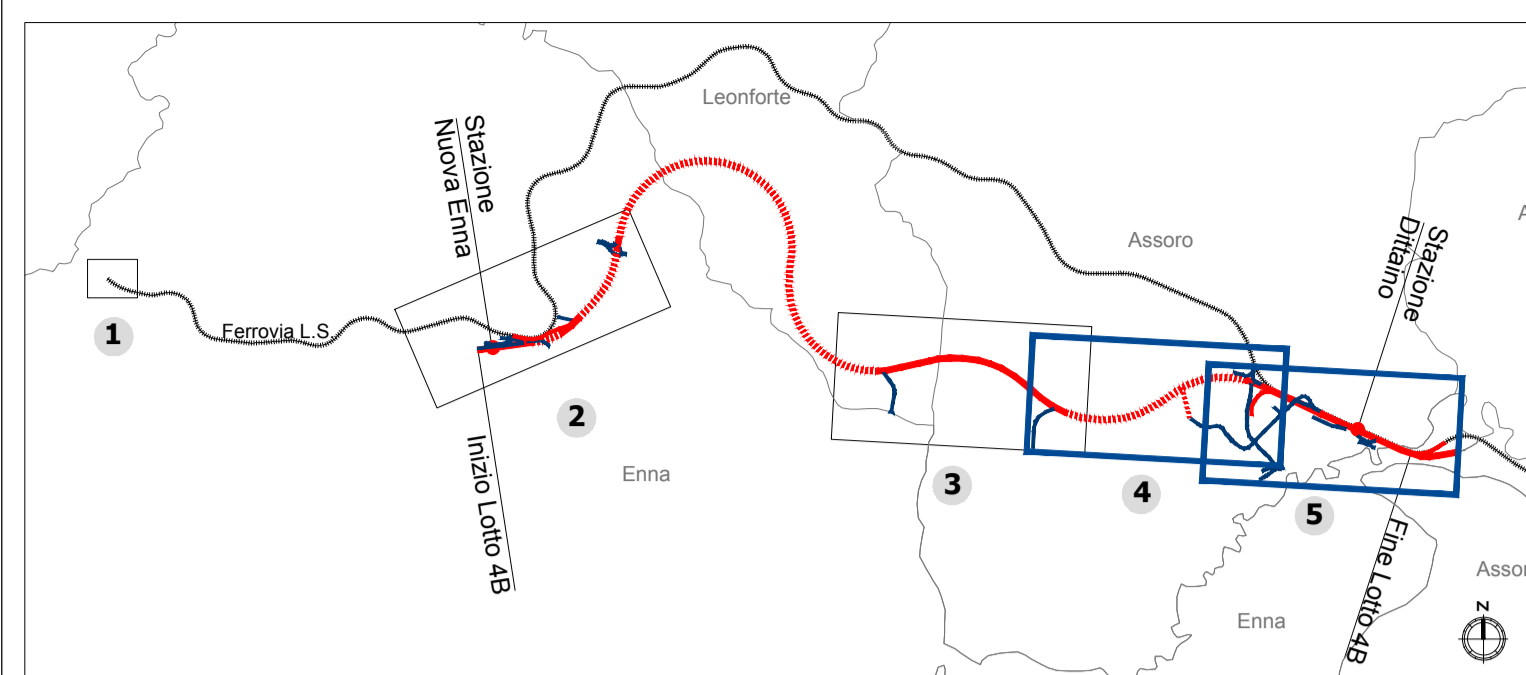 Leonforte
Stazione
Nuova Enna
Assoro
Stazione
Dittaino
A
1
Ferrovia L.S.
2
Enna
Inizio Lotto 4B
3
4
5
Fine Lotto 4B
Assor
Enna
N